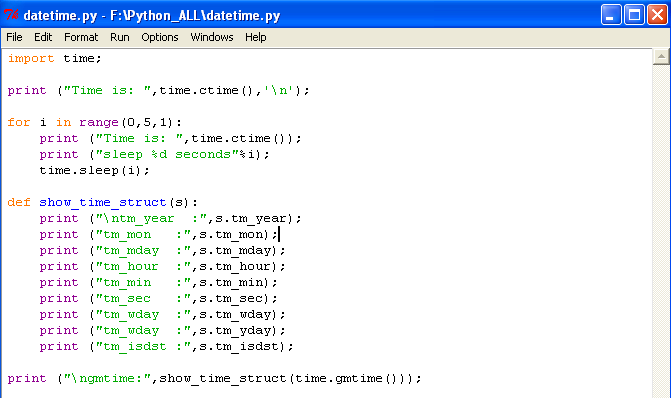 datetime.py - F:\Python_ALL\datetime.py
File Edit Format Run Options Windows Help
import time;
print ("Time is: ",time.ctime(),'\n');
for i in range(0,5,1):
    print ("Time is: ",time.ctime());
    print ("sleep %d seconds"%i);
    time.sleep(i);
def show_time_struct(s):
    print ("\ntm_year  :",s.tm_year);
    print ("tm_mon   :",s.tm_mon);
    print ("tm_mday  :",s.tm_mday);
    print ("tm_hour  :",s.tm_hour);
    print ("tm_min   :",s.tm_min);
    print ("tm_sec   :",s.tm_sec);
    print ("tm_wday  :",s.tm_wday);
    print ("tm_wday  :",s.tm_yday);
    print ("tm_isdst :",s.tm_isdst);
print ("\ngmtime:",show_time_struct(time.gmtime()));